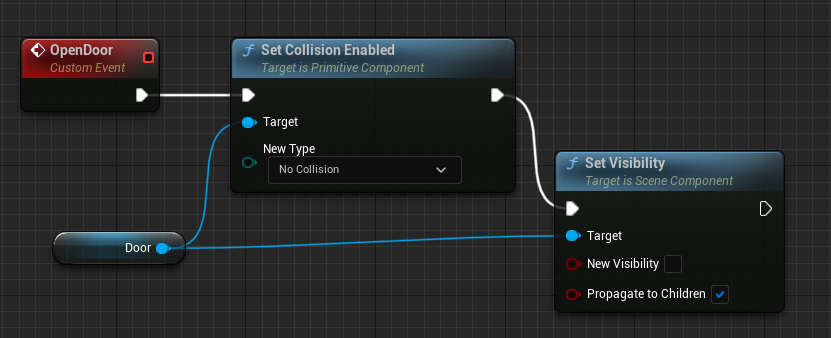 OpenDoor
Custom Event
Set Collision Enabled
Target is Primitive Component
Target
New Type
No Collision
Door
Set Visibility
Target is Scene Component
Target
New Visibility
Propagate to Children